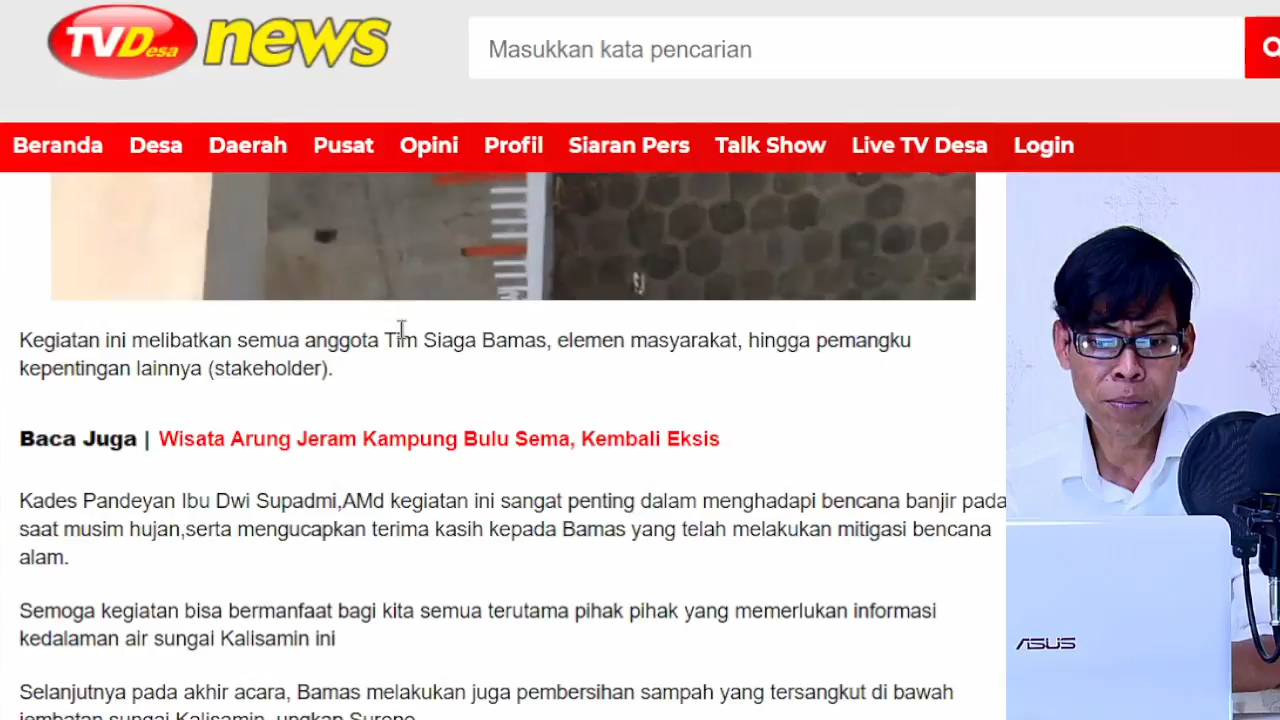 TVDesa news
Masukkan kata pencarian
Beranda Desa Daerah Pusat Opini Profil Siaran Pers Talk Show Live TV Desa Login
Kegiatan ini melibatkan semua anggota Tim Siaga Bamas, elemen masyarakat, hingga pemangku
kepentingan lainnya (stakeholder).
Baca Juga | Wisata Arung Jeram Kampung Bulu Sema, Kembali Eksis
Kades Pandeyan Ibu Dwi Supadmi,AMd kegiatan ini sangat penting dalam menghadapi bencana banjir pada
saat musim hujan,serta mengucapkan terima kasih kepada Bamas yang telah melakukan mitigasi bencana
alam.
Semoga kegiatan bisa bermanfaat bagi kita semua terutama pihak pihak yang memerlukan informasi
kedalaman air sungai Kalisamin ini
Selanjutnya pada akhir acara, Bamas melakukan juga pembersihan sampah yang tersangkut di bawah
jembatan sungai Kalisamin, ungkap Surono
ASUS